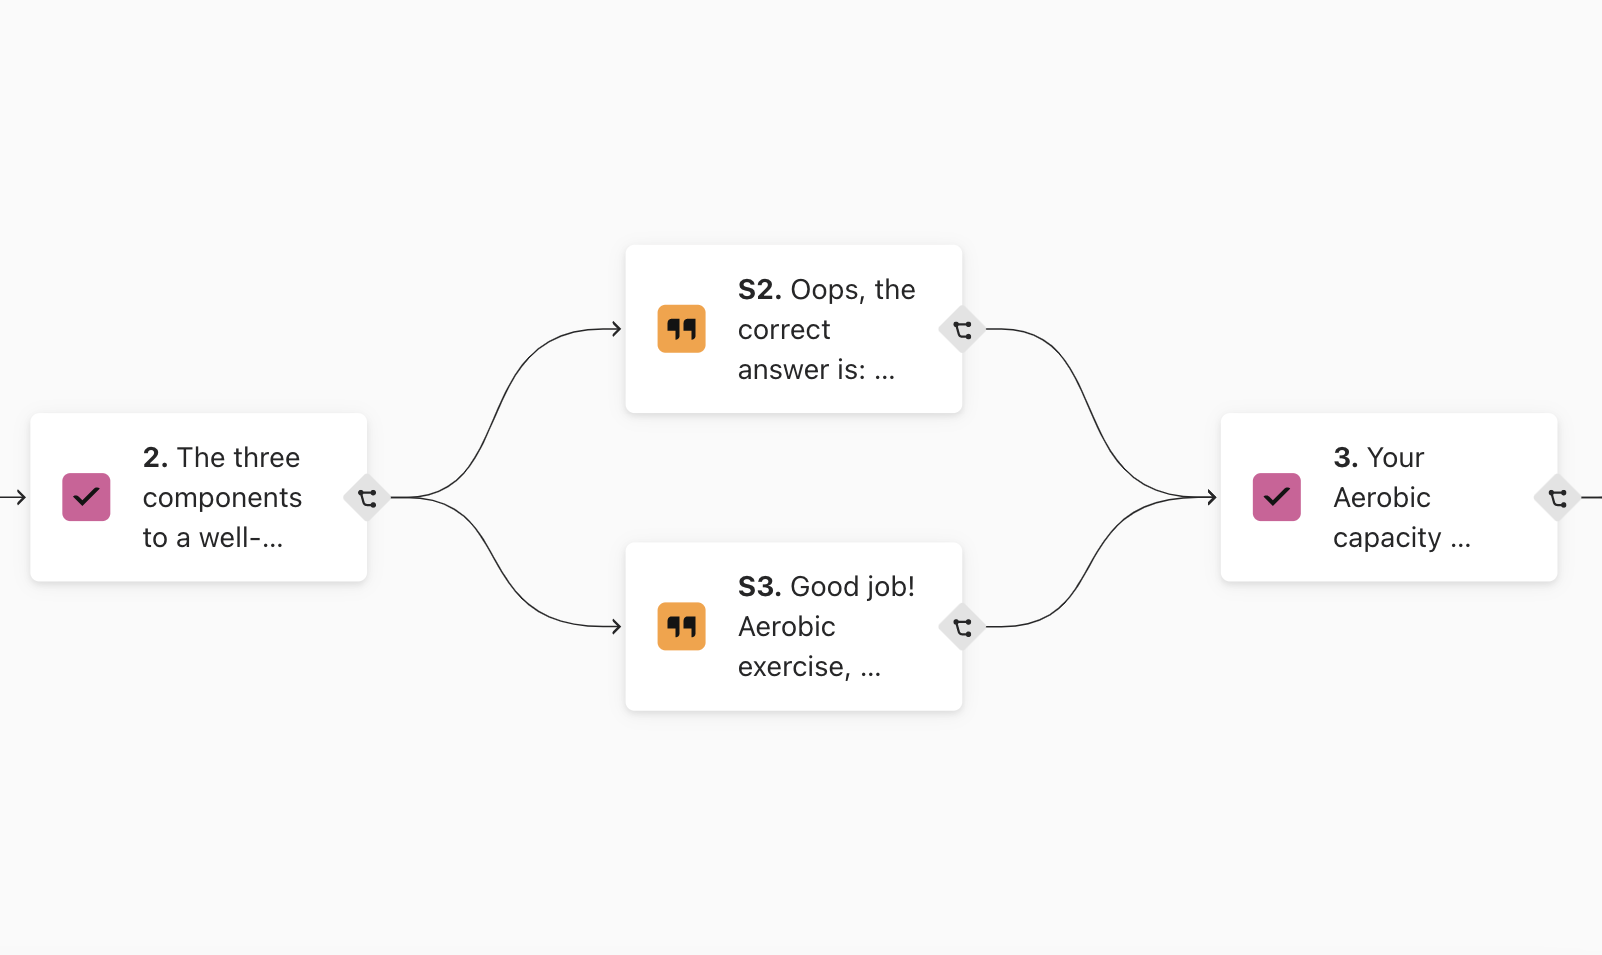 2. The three
components
to a well-...
S2. Oops, the
correct
answer is: ...
S3. Good job!
Aerobic
exercise, ...
3. Your
Aerobic
capacity ...